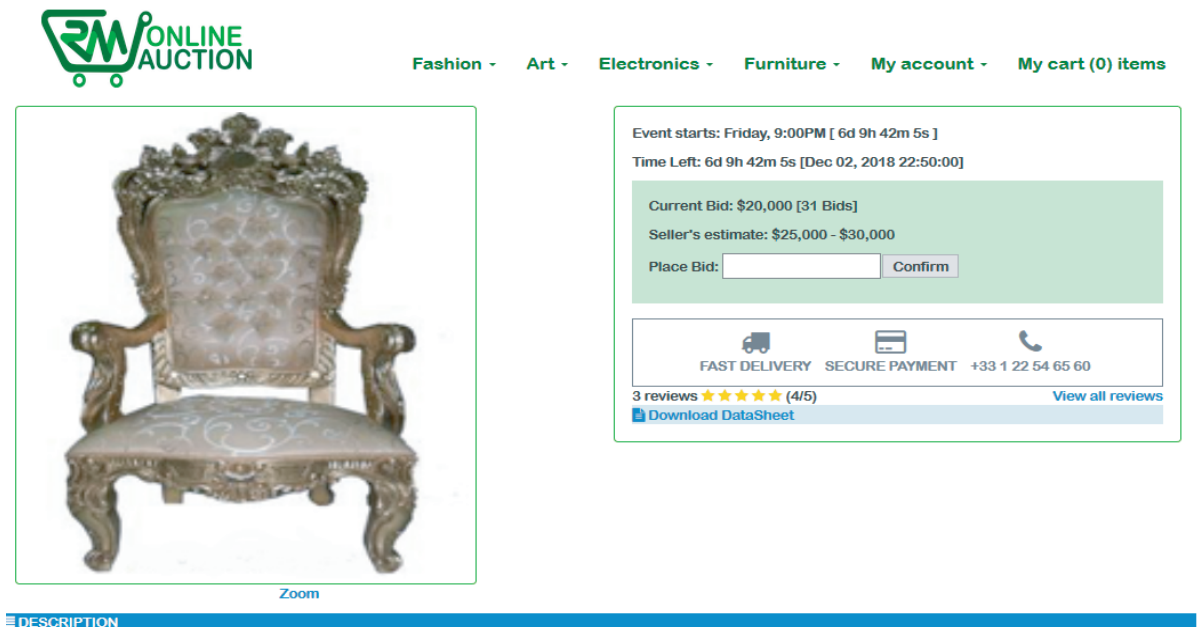 RM ONLINE
AUCTION
Fashion Art Electronics Furniture My account My cart (0) items
Event starts: Friday, 9:00PM [ 6d 9h 42m 5s ]
Time Left: 6d 9h 42m 5s [Dec 02, 2018 22:50:00]
Current Bid: $20,000 [31 Bids]
Seller's estimate: $25,000 - $30,000
Place Bid: Confirm
FAST DELIVERY SECURE PAYMENT +33 1 22 54 65 60
3 reviews (4/5) View all reviews
Download DataSheet
Zoom
DESCRIPTION